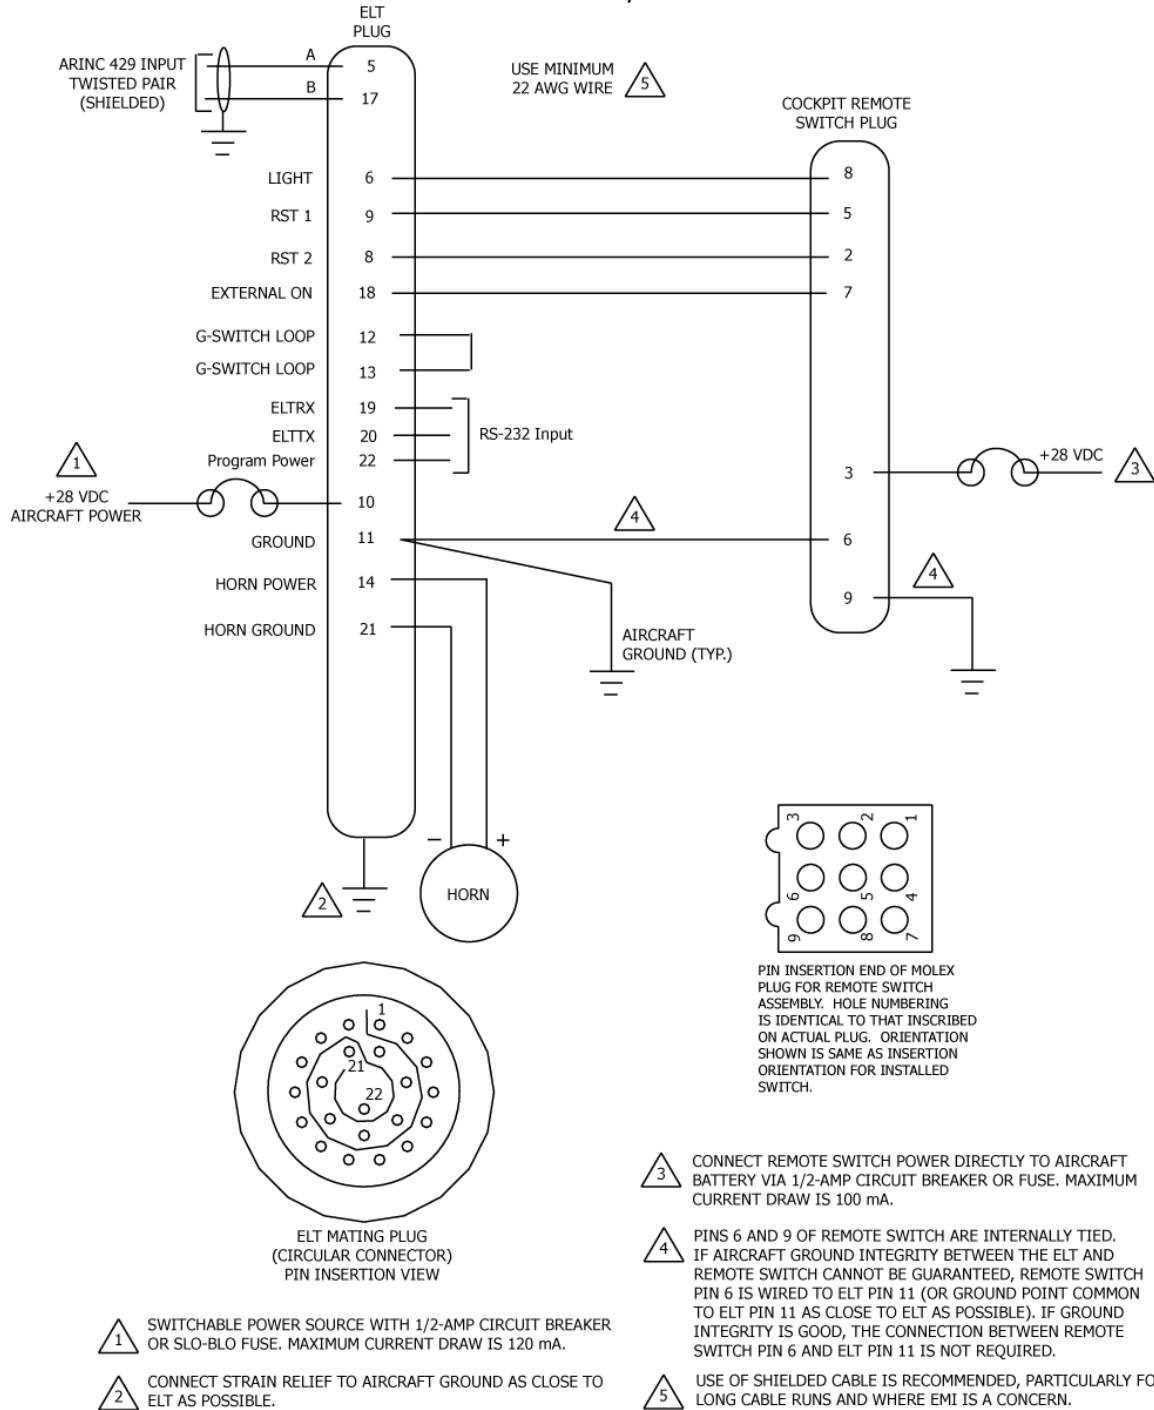 ELT
PLUG
ARINC 429 INPUT
TWISTED PAIR
(SHIELDED)
A
B
5
17
USE MINIMUM
22 AWG WIRE
5
COCKPIT REMOTE
SWITCH PLUG
LIGHT 6
8
RST 1 9
5
RST 2 8
2
EXTERNAL ON 18
7
G-SWITCH LOOP 12
G-SWITCH LOOP 13
ELTRX 19
ELTTX 20
RS-232 Input
Program Power 22
1
+28 VDC
AIRCRAFT POWER
10
3
+28 VDC
3
GROUND 11
4
6
HORN POWER 14
4
9
HORN GROUND 21
AIRCRAFT
GROUND (TYP.)
− +
HORN
2
3 2 1
6 5 4
9 8 7
PIN INSERTION END OF MOLEX
PLUG FOR REMOTE SWITCH
ASSEMBLY. HOLE NUMBERING
IS IDENTICAL TO THAT INSCRIBED
ON ACTUAL PLUG. ORIENTATION
SHOWN IS SAME AS INSERTION
ORIENTATION FOR INSTALLED
SWITCH.
1
21
22
ELT MATING PLUG
(CIRCULAR CONNECTOR)
PIN INSERTION VIEW
1
SWITCHABLE POWER SOURCE WITH 1/2-AMP CIRCUIT BREAKER
OR SLO-BLO FUSE. MAXIMUM CURRENT DRAW IS 120 mA.
2
CONNECT STRAIN RELIEF TO AIRCRAFT GROUND AS CLOSE TO
ELT AS POSSIBLE.
3
CONNECT REMOTE SWITCH POWER DIRECTLY TO AIRCRAFT
BATTERY VIA 1/2-AMP CIRCUIT BREAKER OR FUSE. MAXIMUM
CURRENT DRAW IS 100 mA.
4
PINS 6 AND 9 OF REMOTE SWITCH ARE INTERNALLY TIED.
IF AIRCRAFT GROUND INTEGRITY BETWEEN THE ELT AND
REMOTE SWITCH CANNOT BE GUARANTEED, REMOTE SWITCH
PIN 6 IS WIRED TO ELT PIN 11 (OR GROUND POINT COMMON
TO ELT PIN 11 AS CLOSE TO ELT AS POSSIBLE). IF GROUND
INTEGRITY IS GOOD, THE CONNECTION BETWEEN REMOTE
SWITCH PIN 6 AND ELT PIN 11 IS NOT REQUIRED.
5
USE OF SHIELDED CABLE IS RECOMMENDED, PARTICULARLY FO
LONG CABLE RUNS AND WHERE EMI IS A CONCERN.